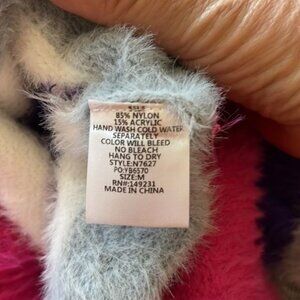 85% NYLON
15% ACRYLIC
HAND WASH COLD WATER
SEPARATELY
COLOR WILL BLEED
NO BLEACH
HANG TO DRY
STYLE:N7627
PO:YB6570
SIZE:M
RN#:149231
MADE IN CHINA